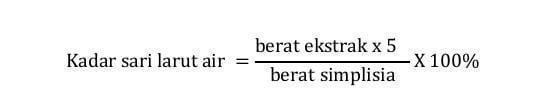 Kadar sari larut air = berat ekstrak x 5
berat simplisia X 100%